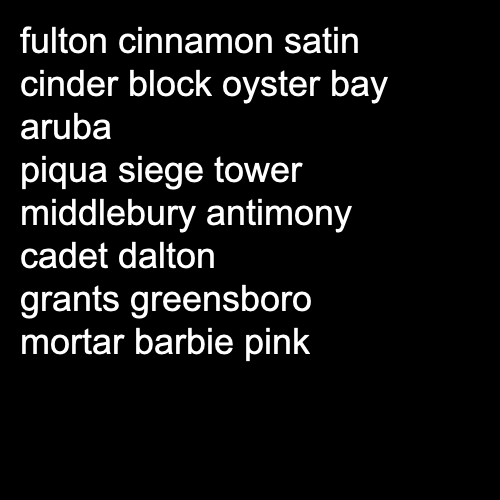 fulton cinnamon satin
cinder block oyster bay
aruba
piqua siege tower
middlebury antimony
cadet dalton
grants greensboro
mortar barbie pink